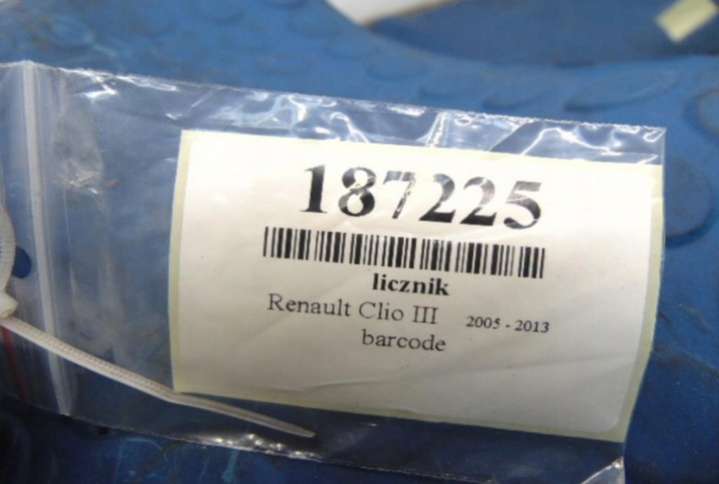 187225
licznik
Renault Clio III 2005 - 2013
barcode